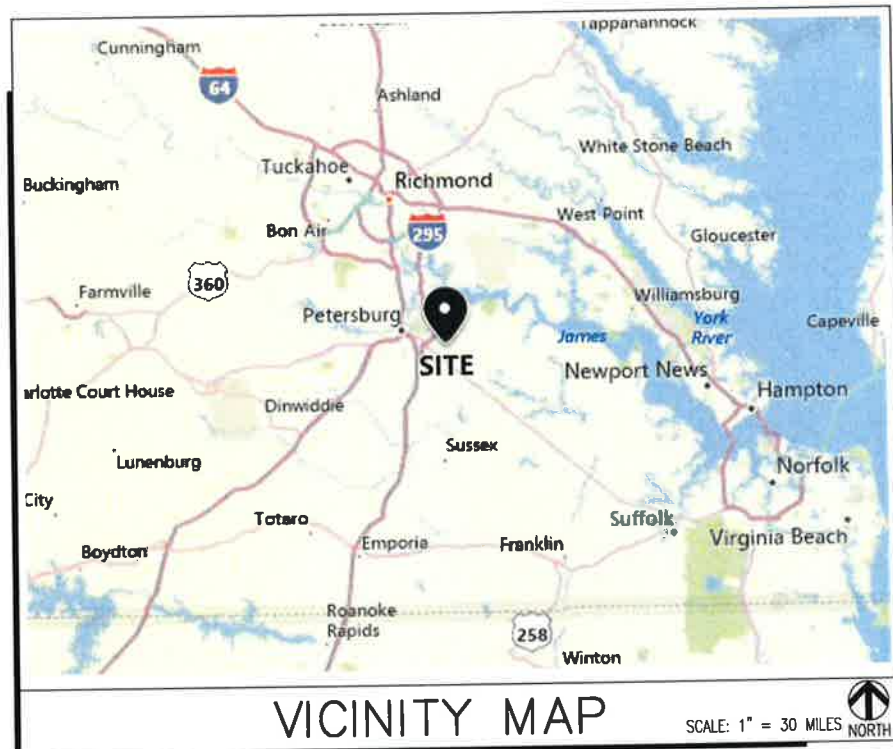 Tappanannock
Cunningham
64
Ashland
White Stone Beach
Tuckahoe
Richmond
Buckingham
West Point
Bon Air
295
Gloucester
360
Farmville
Williamsburg
Petersburg
York
River
Capeville
James
SITE
Newport News
arlotte Court House
Hampton
Dinwiddie
Sussex
Lunenburg
Norfolk
City
Totaro
Suffolk
Virginia Beach
Boydton
Emporia
Franklin
Roanoke
Rapids
258
Winton
VICINITY MAP
SCALE: 1" = 30 MILES
NORTH